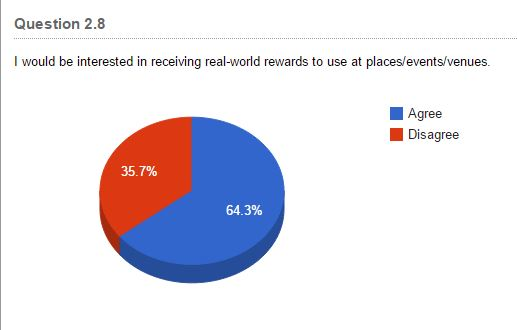 Question 2.8
I would be interested in receiving real-world rewards to use at places/events/venues.
Agree
Disagree
35.7%
64.3%